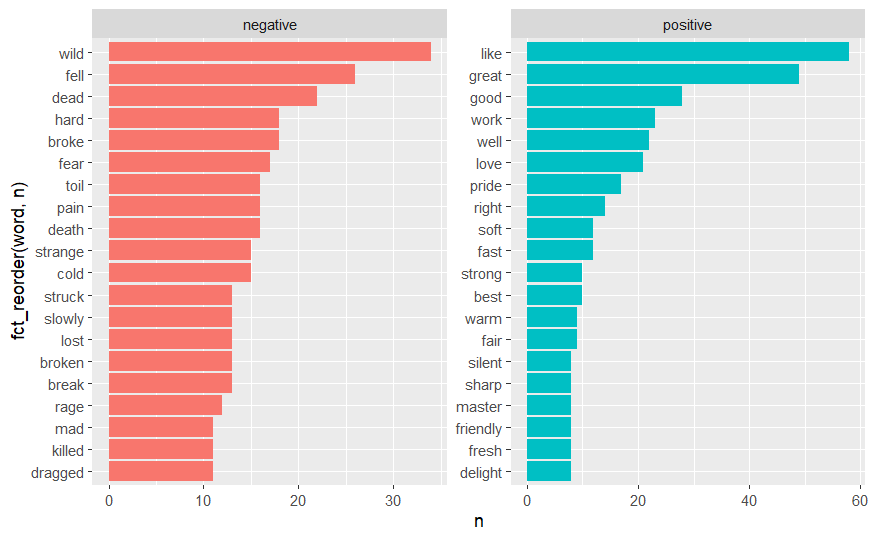 negative
positive
wild
fell
dead
hard
broke
fear
toil
pain
death
strange
cold
struck
slowly
lost
broken
break
rage
mad
killed
dragged
like
great
good
work
well
love
pride
right
soft
fast
strong
best
warm
fair
silent
sharp
master
friendly
fresh
delight
0 10 20 30
0 20 40 60
fct_reorder(word, n)
n